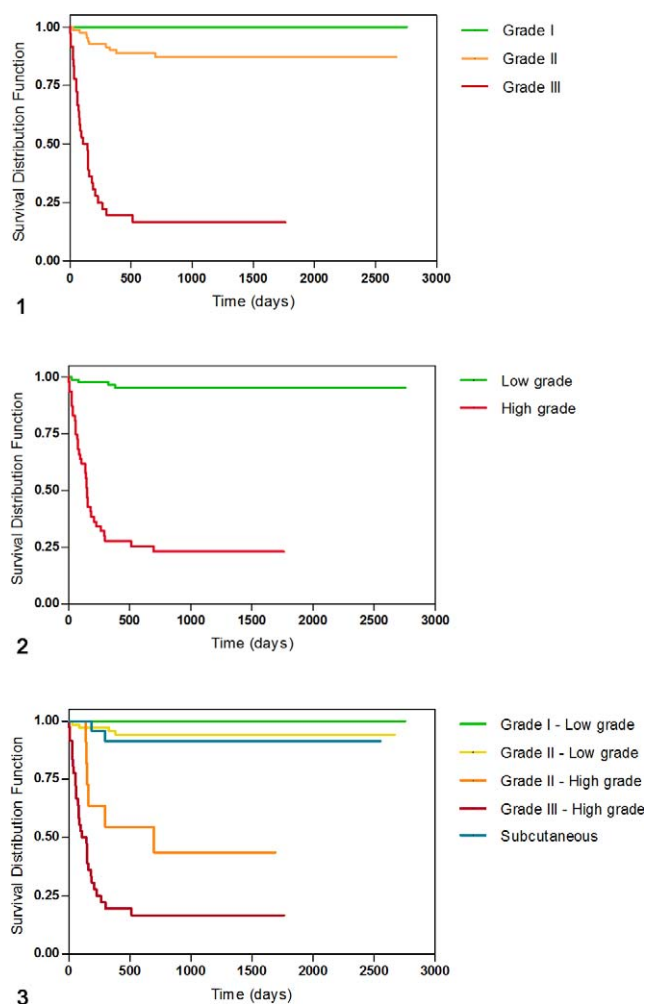 1.00
0.75
0.50
0.25
0.00
Survival Distribution Function
0 500 1000 1500 2000 2500 3000
Time (days)
Grade I
Grade II
Grade III
1
1.00
0.75
0.50
0.25
0.00
Survival Distribution Function
0 500 1000 1500 2000 2500 3000
Time (days)
Low grade
High grade
2
1.00
0.75
0.50
0.25
0.00
Survival Distribution Function
0 500 1000 1500 2000 2500 3000
Time (days)
Grade I - Low grade
Grade II - Low grade
Grade II - High grade
Grade III - High grade
Subcutaneous
3